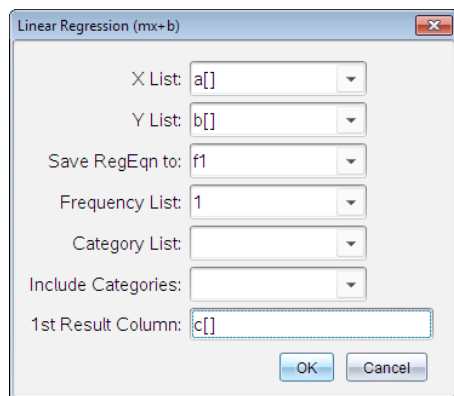 Linear Regression (mx+b)
X List: a[]
Y List: b[]
Save RegEqn to: f1
Frequency List: 1
Category List:
Include Categories:
1st Result Column: c[]
OK Cancel